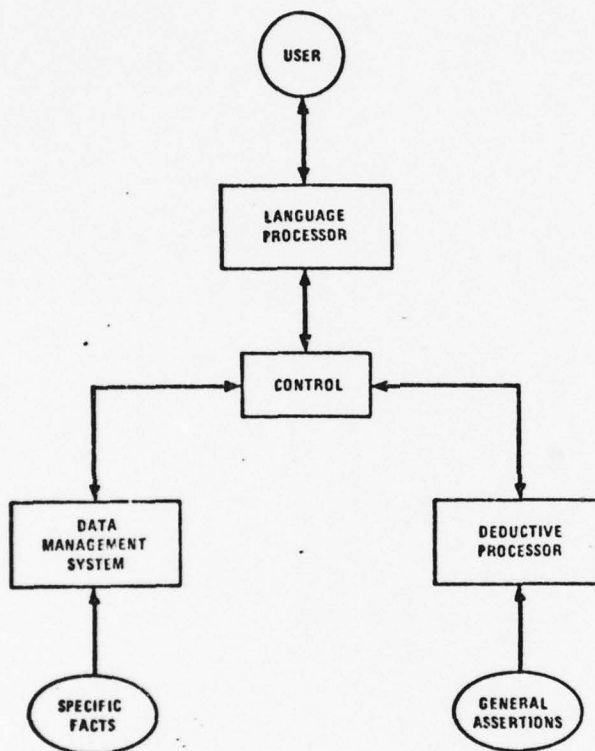 USER
LANGUAGE
PROCESSOR
CONTROL
DATA
MANAGEMENT
SYSTEM
DEDUCTIVE
PROCESSOR
SPECIFIC
FACTS
GENERAL
ASSERTIONS